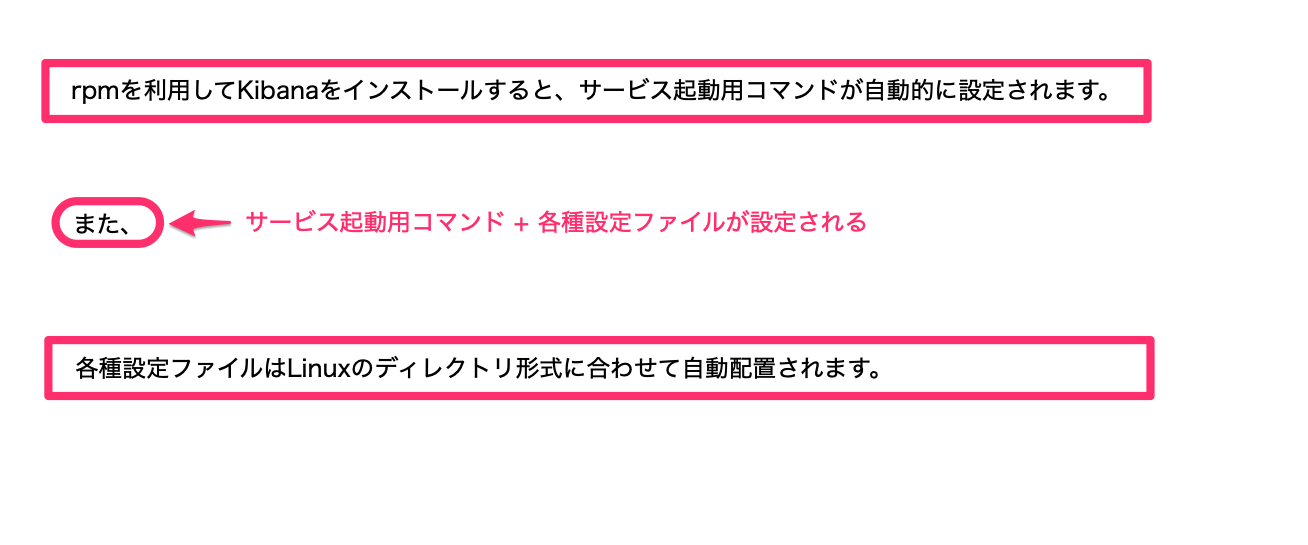 rpmを利用してKibanaをインストールすると、サービス起動用コマンドが自動的に設定されます。
また、 サービス起動用コマンド + 各種設定ファイルが設定される
各種設定ファイルはLinuxのディレクトリ形式に合わせて自動配置されます。